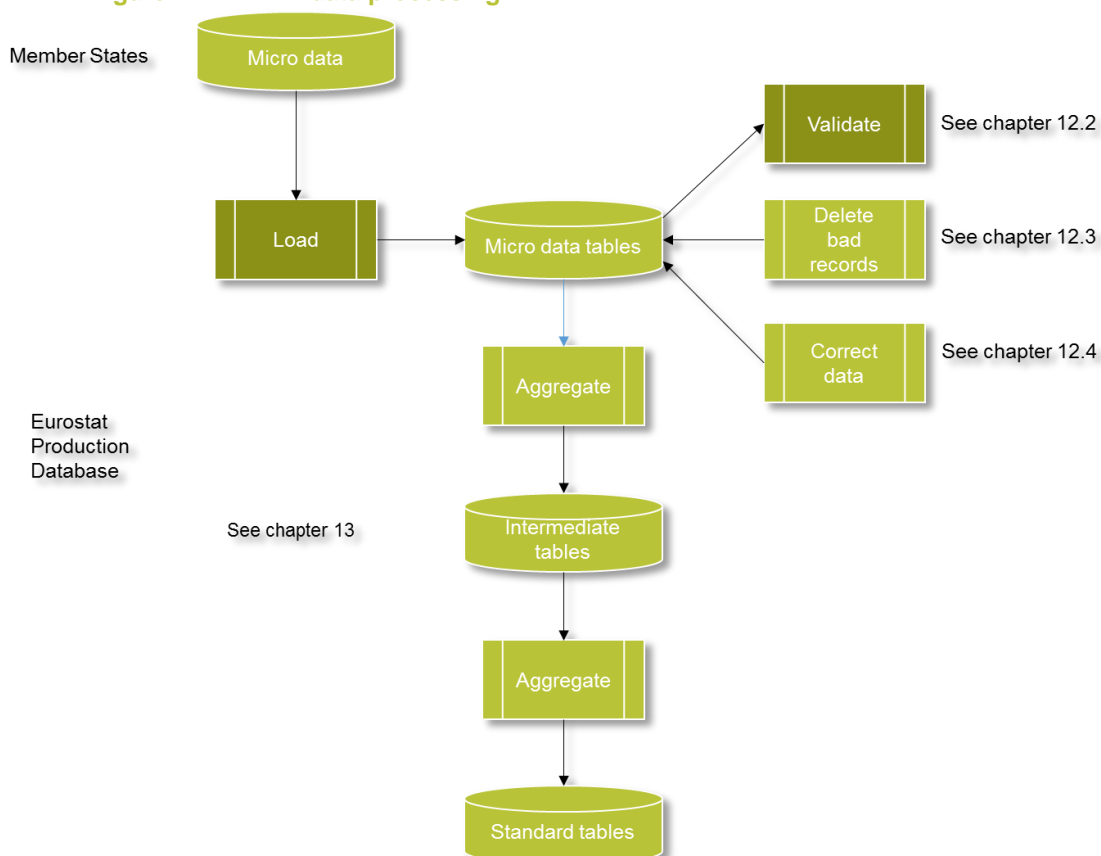 Member States
Micro data
Validate
See chapter 12.2
Load
Micro data tables
Delete
bad
records
See chapter 12.3
Correct
data
See chapter 12.4
Aggregate
Eurostat
Production
Database
See chapter 13
Intermediate
tables
Aggregate
Standard tables